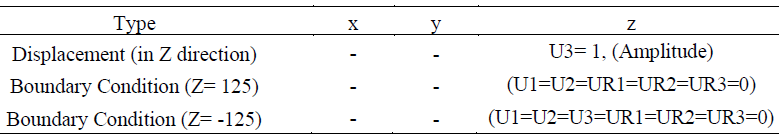 Type x y z
Displacement (in Z direction) - - U3= 1, (Amplitude)
Boundary Condition (Z= 125) - - (U1=U2=UR1=UR2=UR3=0)
Boundary Condition (Z= -125) - - (U1=U2=U3=UR1=UR2=UR3=0)